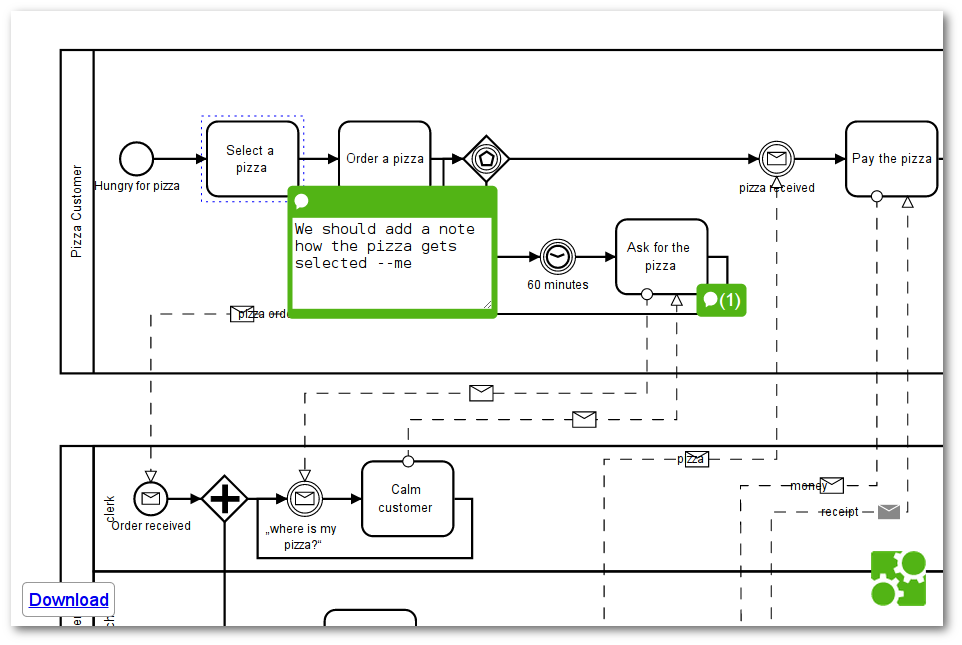 Pizza Customer
Hungry for pizza
Select a
pizza
Order a pizza
pizza received
Pay the pizza
We should add a note
how the pizza gets
selected --me
60 minutes
Ask for the
pizza
(1)
pizza
pizza
money
receipt
clerk
Order received
„where is my
pizza?“
Calm
customer
Download